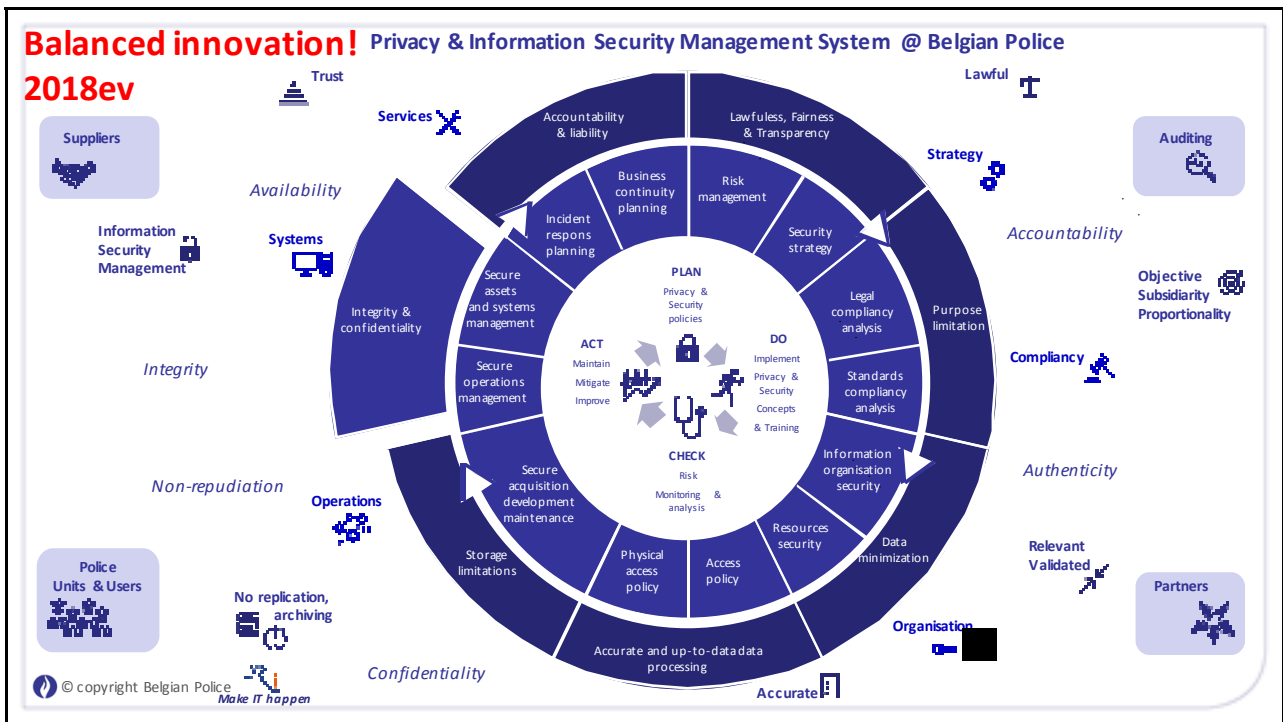 Balanced innovation!
2018ev
Privacy & Information Security Management System @ Belgian Police
Trust
Lawful
Services
Accountability
& liability
Lawfuless, Fairness
& Transparency
Suppliers
Auditing
Strategy
Business
continuity
planning
Risk
management
Availability
Incident
respons
planning
Security
strategy
Accountability
Information
Security
Management
Systems
Secure
assets
and systems
management
PLAN
Privacy &
Security
policies
Legal
compliancy
analysis
Objective
Subsidiarity
Proportionality
Integrity &
confidentiality
Purpose
limitation
ACT
Maintain
Mitigate
Improve
DO
Implement
Privacy &
Security
Concepts
& Training
Integrity
Secure
operations
management
Standards
compliancy
analysis
Compliancy
CHECK
Risk
Monitoring &
analysis
Information
organisation
security
Authenticity
Non-repudiation
Operations
Secure
acquisition
development
maintenance
Resources
security
Storage
limitations
Physical
access
policy
Access
policy
Data
minimization
Relevant
Validated
Police
Units & Users
No replication,
archiving
Partners
Organisation
Accurate and up-to-data data
processing
Confidentiality
Accurate
© copyright Belgian Police
Make IT happen